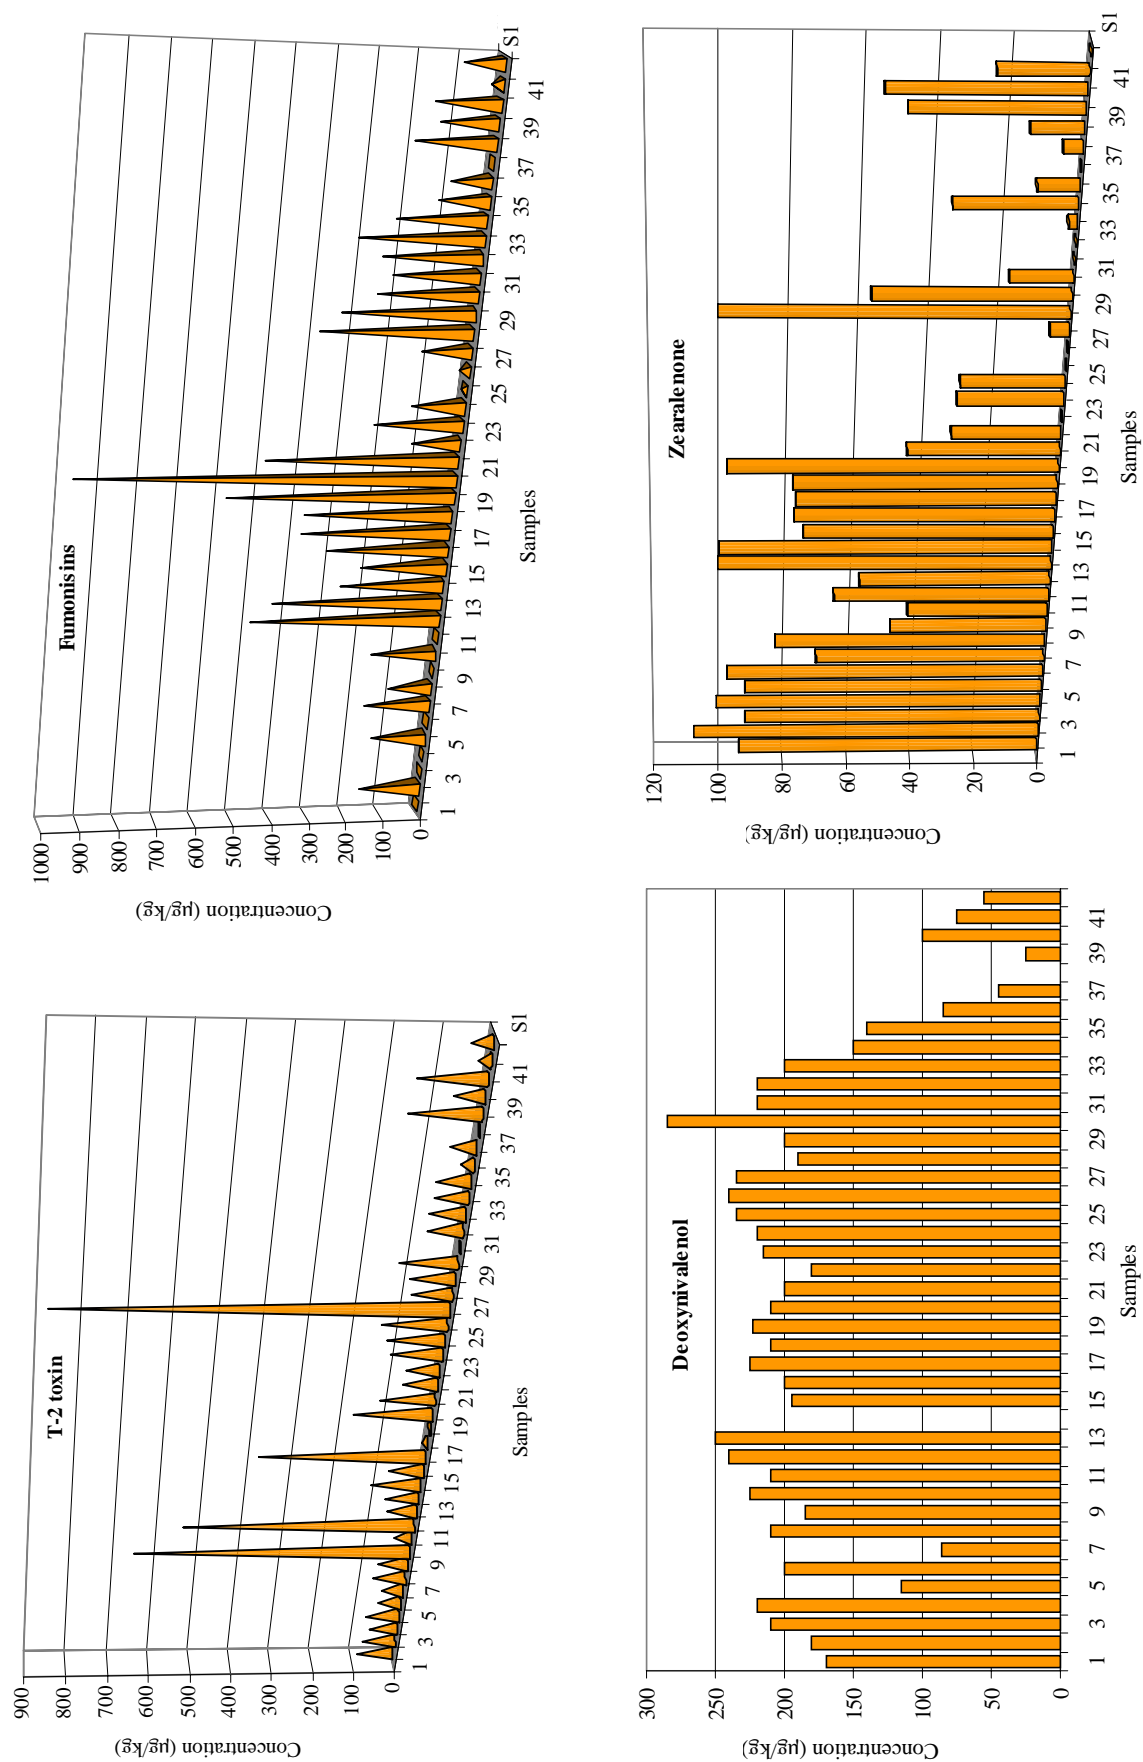 T-2 toxin
Concentration (µg/kg)
900
800
700
600
500
400
300
200
100
0
1 3 5 7 9 11 13 15 17 19 21 23 25 27 29 31 33 35 37 39 41
S1
Samples
Fumonisins
Concentration (µg/kg)
1000
900
800
700
600
500
400
300
200
100
0
1 3 5 7 9 11 13 15 17 19 21 23 25 27 29 31 33 35 37 39 41
S1
Samples
Deoxynivalenol
Concentration (µg/kg)
300
250
200
150
100
50
0
1 3 5 7 9 11 13 15 17 19 21 23 25 27 29 31 33 35 37 39 41
Samples
Zearalenone
Concentration (µg/kg)
120
100
80
60
40
20
0
1 3 5 7 9 11 13 15 17 19 21 23 25 27 29 31 33 35 37 39 41
S1
Samples